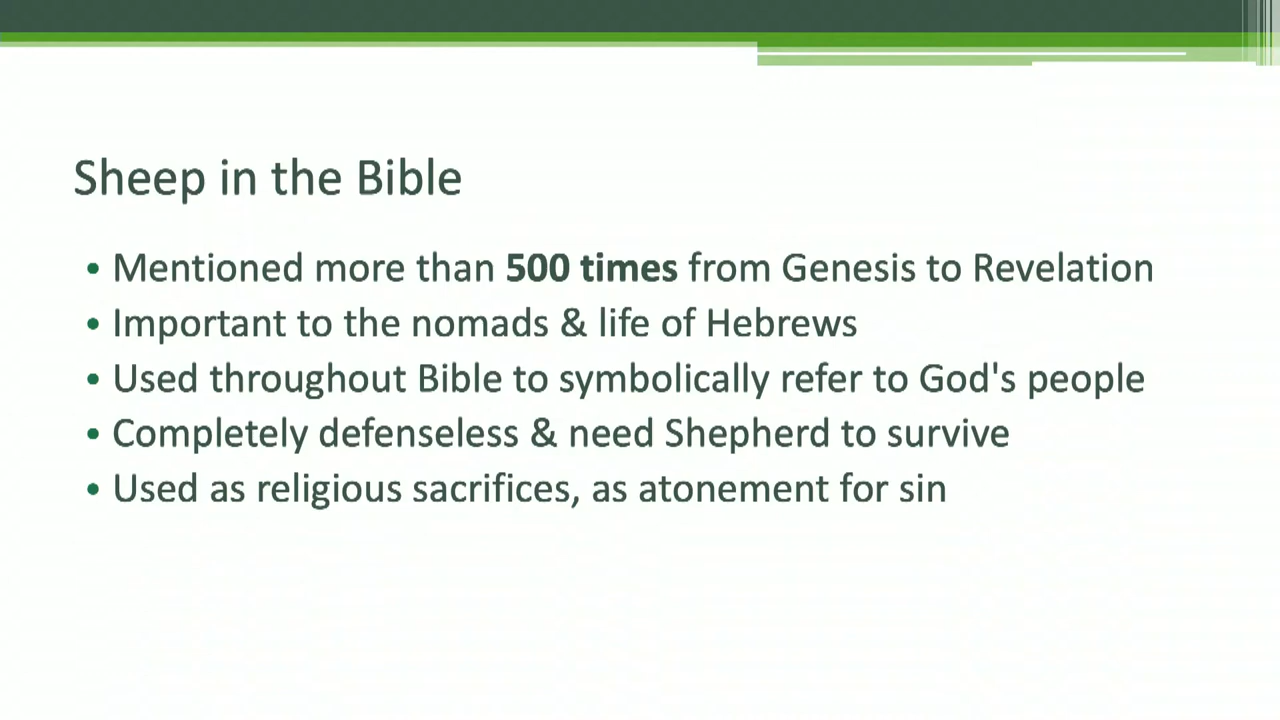 Sheep in the Bible
• Mentioned more than 500 times from Genesis to Revelation
• Important to the nomads & life of Hebrews
• Used throughout Bible to symbolically refer to God's people
• Completely defenseless & need Shepherd to survive
• Used as religious sacrifices, as atonement for sin